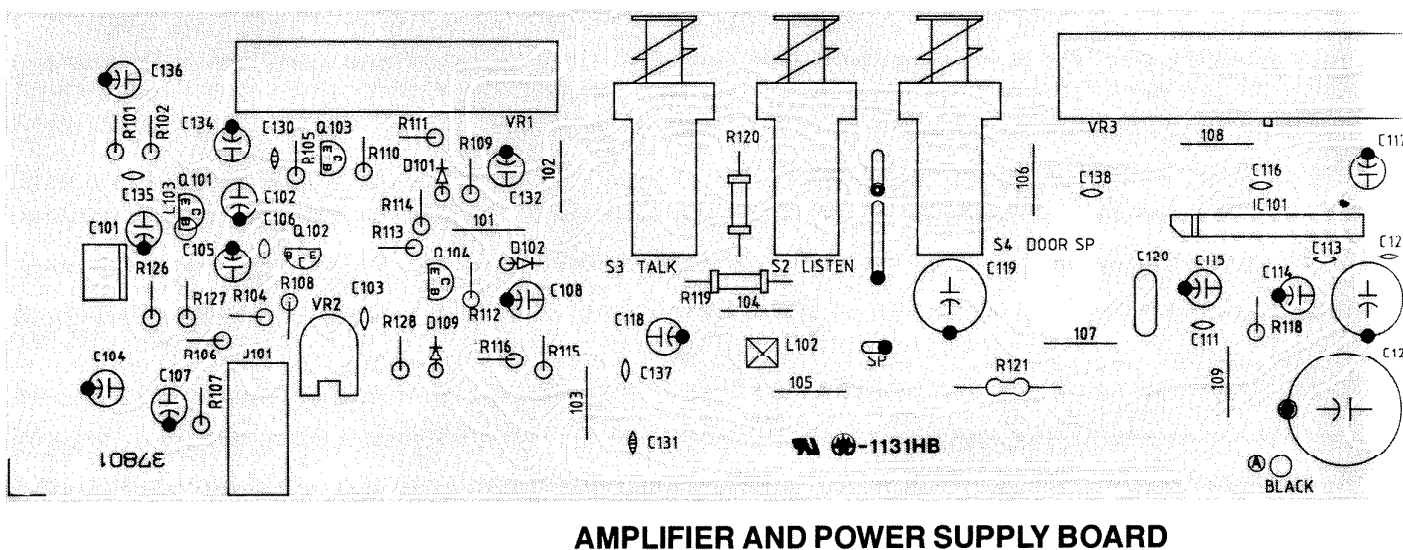 C136
R101
R102
C134
C130
R105
Q103
R111
R110
D101
R109
VR1
102
R120
106
VR3
108
C117
C138
C116
IC101
C135
L103
Q101
C102
C106
C132
R114
101
R113
C101
C105
Q102
Q104
D102
S3 TALK
S2 LISTEN
S4 DOOR SP
C119
C120
C115
C113
C12
C114
R126
R127
R104
R108
VR2
C103
R128
D109
R112
C108
R119
104
C118
L102
SP
107
C111
R118
R106
J101
R116
R115
C137
105
R121
109
C12
C104
C107
R107
103
C131
-1131HB
37801
A
BLACK
E
C
B
E
C
B
E
C
B
AMPLIFIER AND POWER SUPPLY BOARD